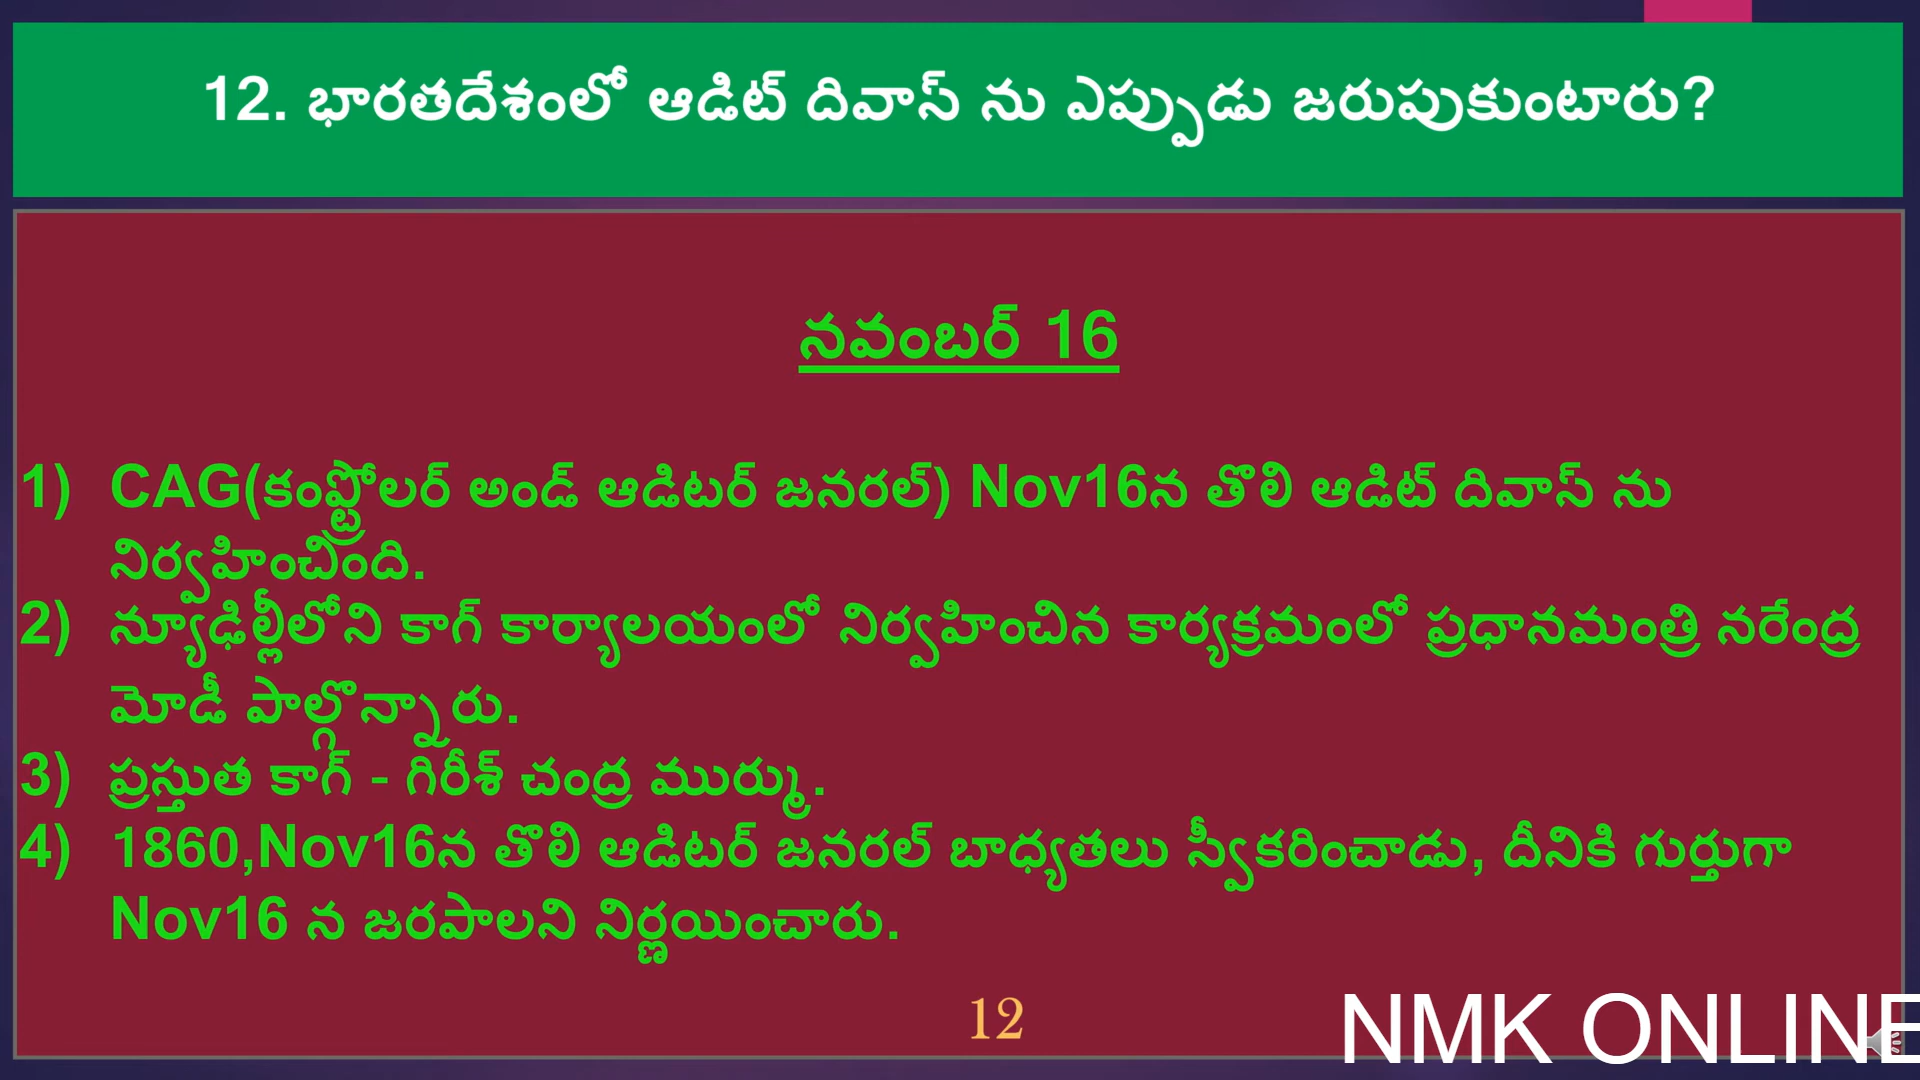 12. భారతదేశంలో ఆడిట్ దివాస్ ను ఎప్పుడు జరుపుకుంటారు?
నవంబర్ 16
1) CAG(కంప్ట్రోలర్ అండ్ ఆడిటర్ జనరల్) Nov16న తొలి ఆడిట్ దివాస్ ను
నిర్వహించింది.
2) న్యూఢిల్లీలోని కాగ్ కార్యాలయంలో నిర్వహించిన కార్యక్రమంలో ప్రధానమంత్రి నరేంద్ర
మోడీ పాల్గొన్నారు.
3) ప్రస్తుత కాగ్ - గిరీశ్ చంద్ర ముర్ము.
4) 1860,Nov16న తొలి ఆడిటర్ జనరల్ బాధ్యతలు స్వీకరించాడు, దీనికి గుర్తుగా
Nov16 న జరపాలని నిర్ణయించారు.
12
NMK ONLINE